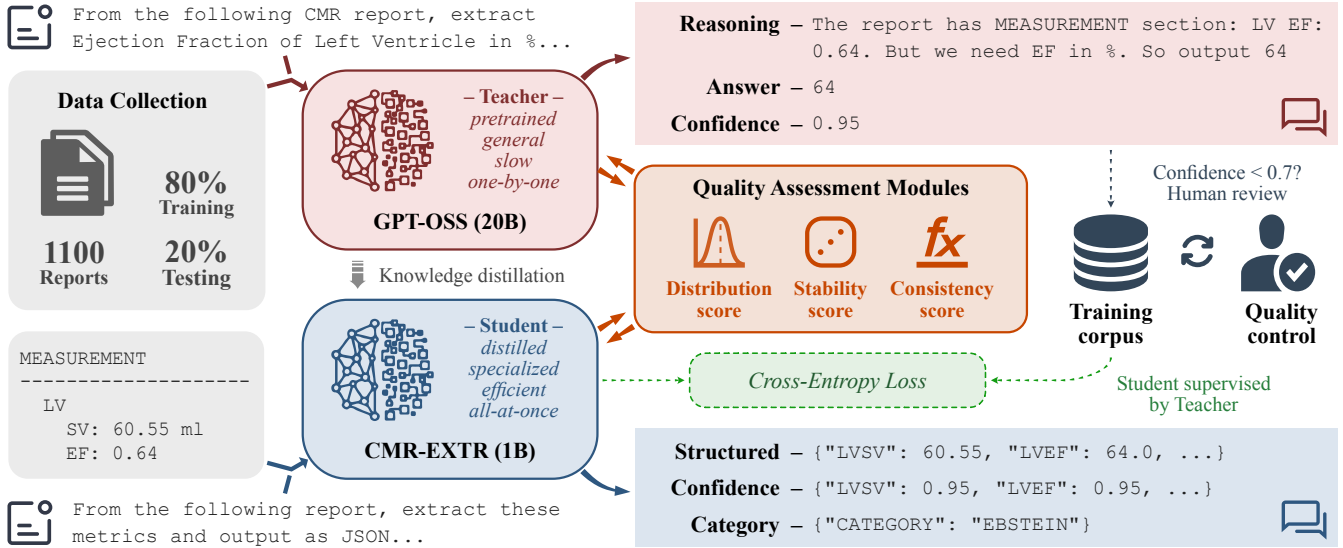 From the following CMR report, extract
Ejection Fraction of Left Ventricle in %...
Data Collection
80%
Training
1100
Reports
20%
Testing
– Teacher –
pretrained
general
slow
one-by-one
GPT-OSS (20B)
Knowledge distillation
Reasoning – The report has MEASUREMENT section: LV EF:
0.64. But we need EF in %. So output 64
Answer – 64
Confidence – 0.95
Quality Assessment Modules
fx
Distribution
score
Stability
score
Consistency
score
Confidence < 0.7?
Human review
Training
corpus
Quality
control
MEASUREMENT
--------------------
LV
SV: 60.55 ml
EF: 0.64
– Student –
distilled
specialized
efficient
all-at-once
CMR-EXTR (1B)
Cross-Entropy Loss
Student supervised
by Teacher
From the following report, extract these
metrics and output as JSON...
Structured – {"LVSV": 60.55, "LVEF": 64.0, ...}
Confidence – {"LVSV": 0.95, "LVEF": 0.95, ...}
Category – {"CATEGORY": "EBSTEIN"}